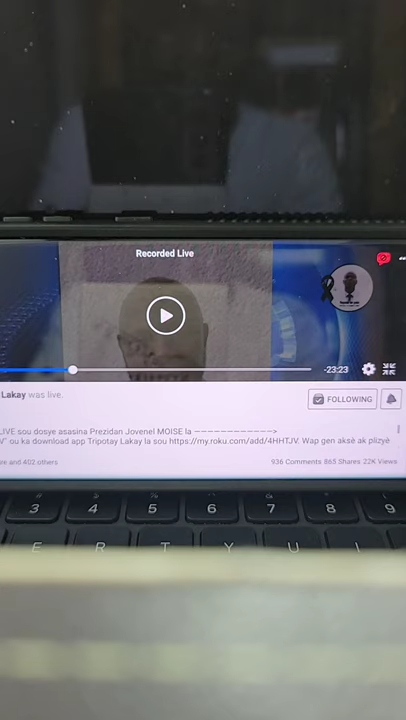 Recorded Live
-23:23
Lakay was live.
FOLLOWING
LIVE sou dosye asasina Prezidan Jovenel MOISE la ———————————>
V" ou ka download app Tripotay Lakay la sou https://my.roku.com/add/4HHTJV. Wap gen aksè ak plizyè
re and 402 others
936 Comments 865 Shares 22K Views
3 4 5 6 7 8 9
E R T Y U I